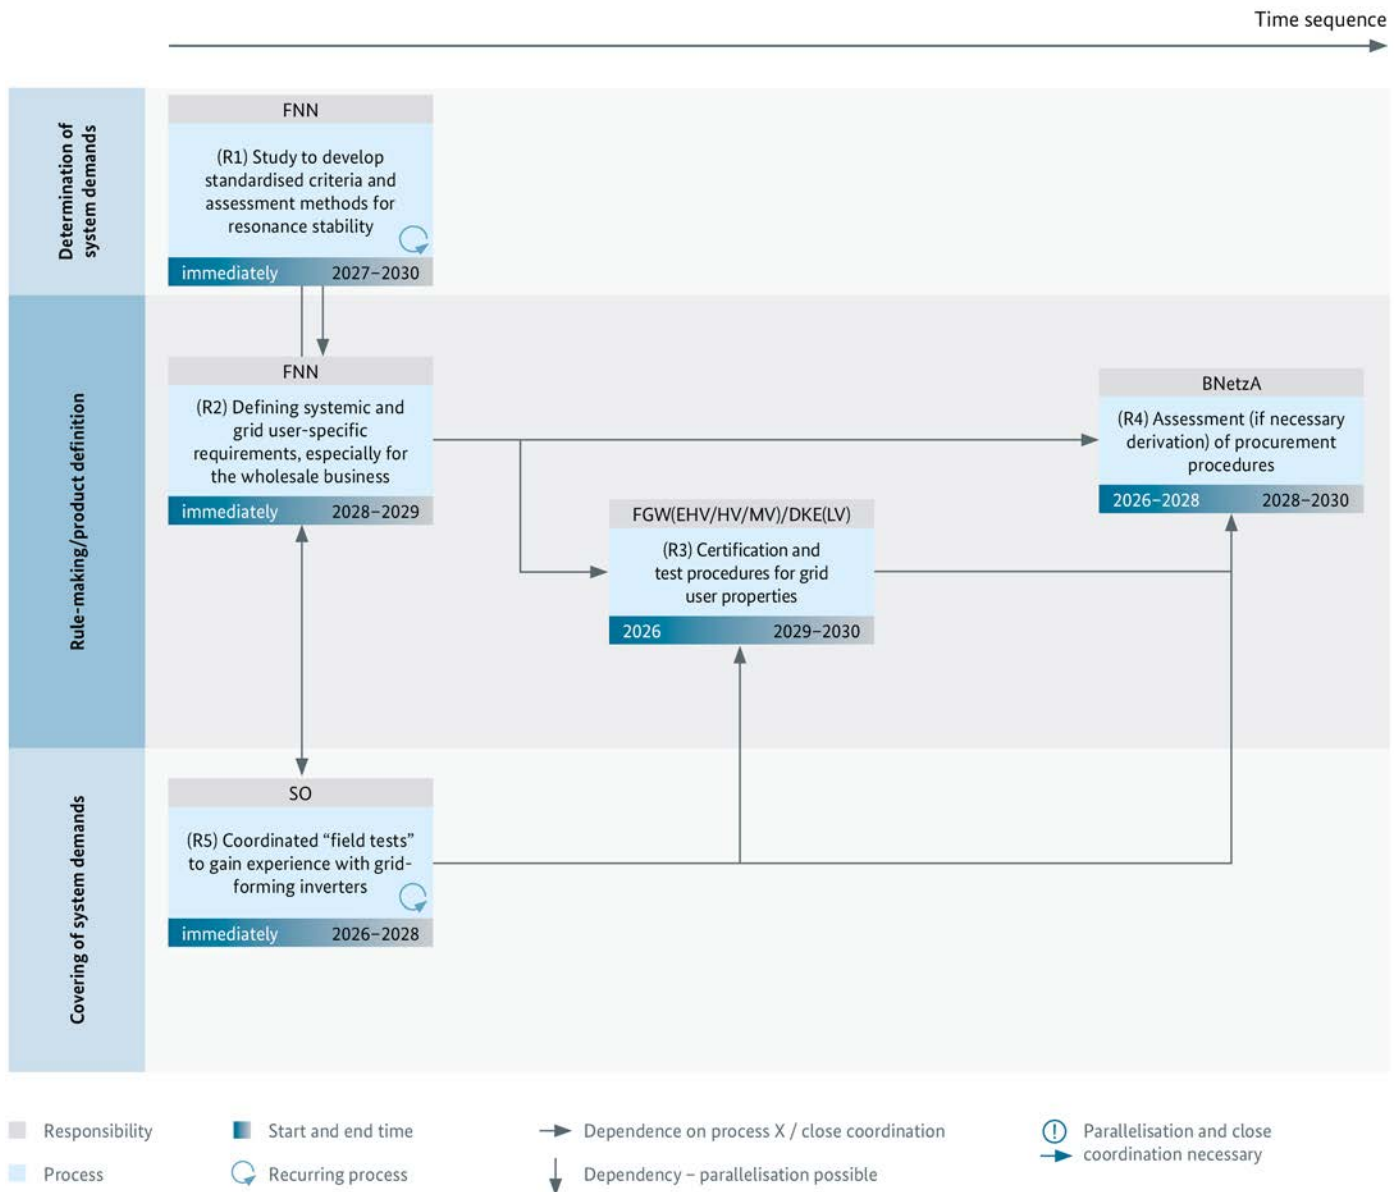 Time sequence
Determination of
system demands
FNN
(R1) Study to develop
standardised criteria and
assessment methods for
resonance stability
immediately 2027–2030
Rule-making/product definition
FNN
(R2) Defining systemic and
grid user-specific
requirements, especially for
the wholesale business
immediately 2028–2029
FGW(EHV/HV/MV)/DKE(LV)
(R3) Certification and
test procedures for grid
user properties
2026 2029–2030
BNetzA
(R4) Assessment (if necessary
derivation) of procurement
procedures
2026–2028 2028–2030
Covering of system demands
SO
(R5) Coordinated “field tests”
to gain experience with grid-
forming inverters
immediately 2026–2028
Responsibility
Process
Start and end time
Recurring process
Dependence on process X / close coordination
Dependency – parallelisation possible
Parallelisation and close
coordination necessary